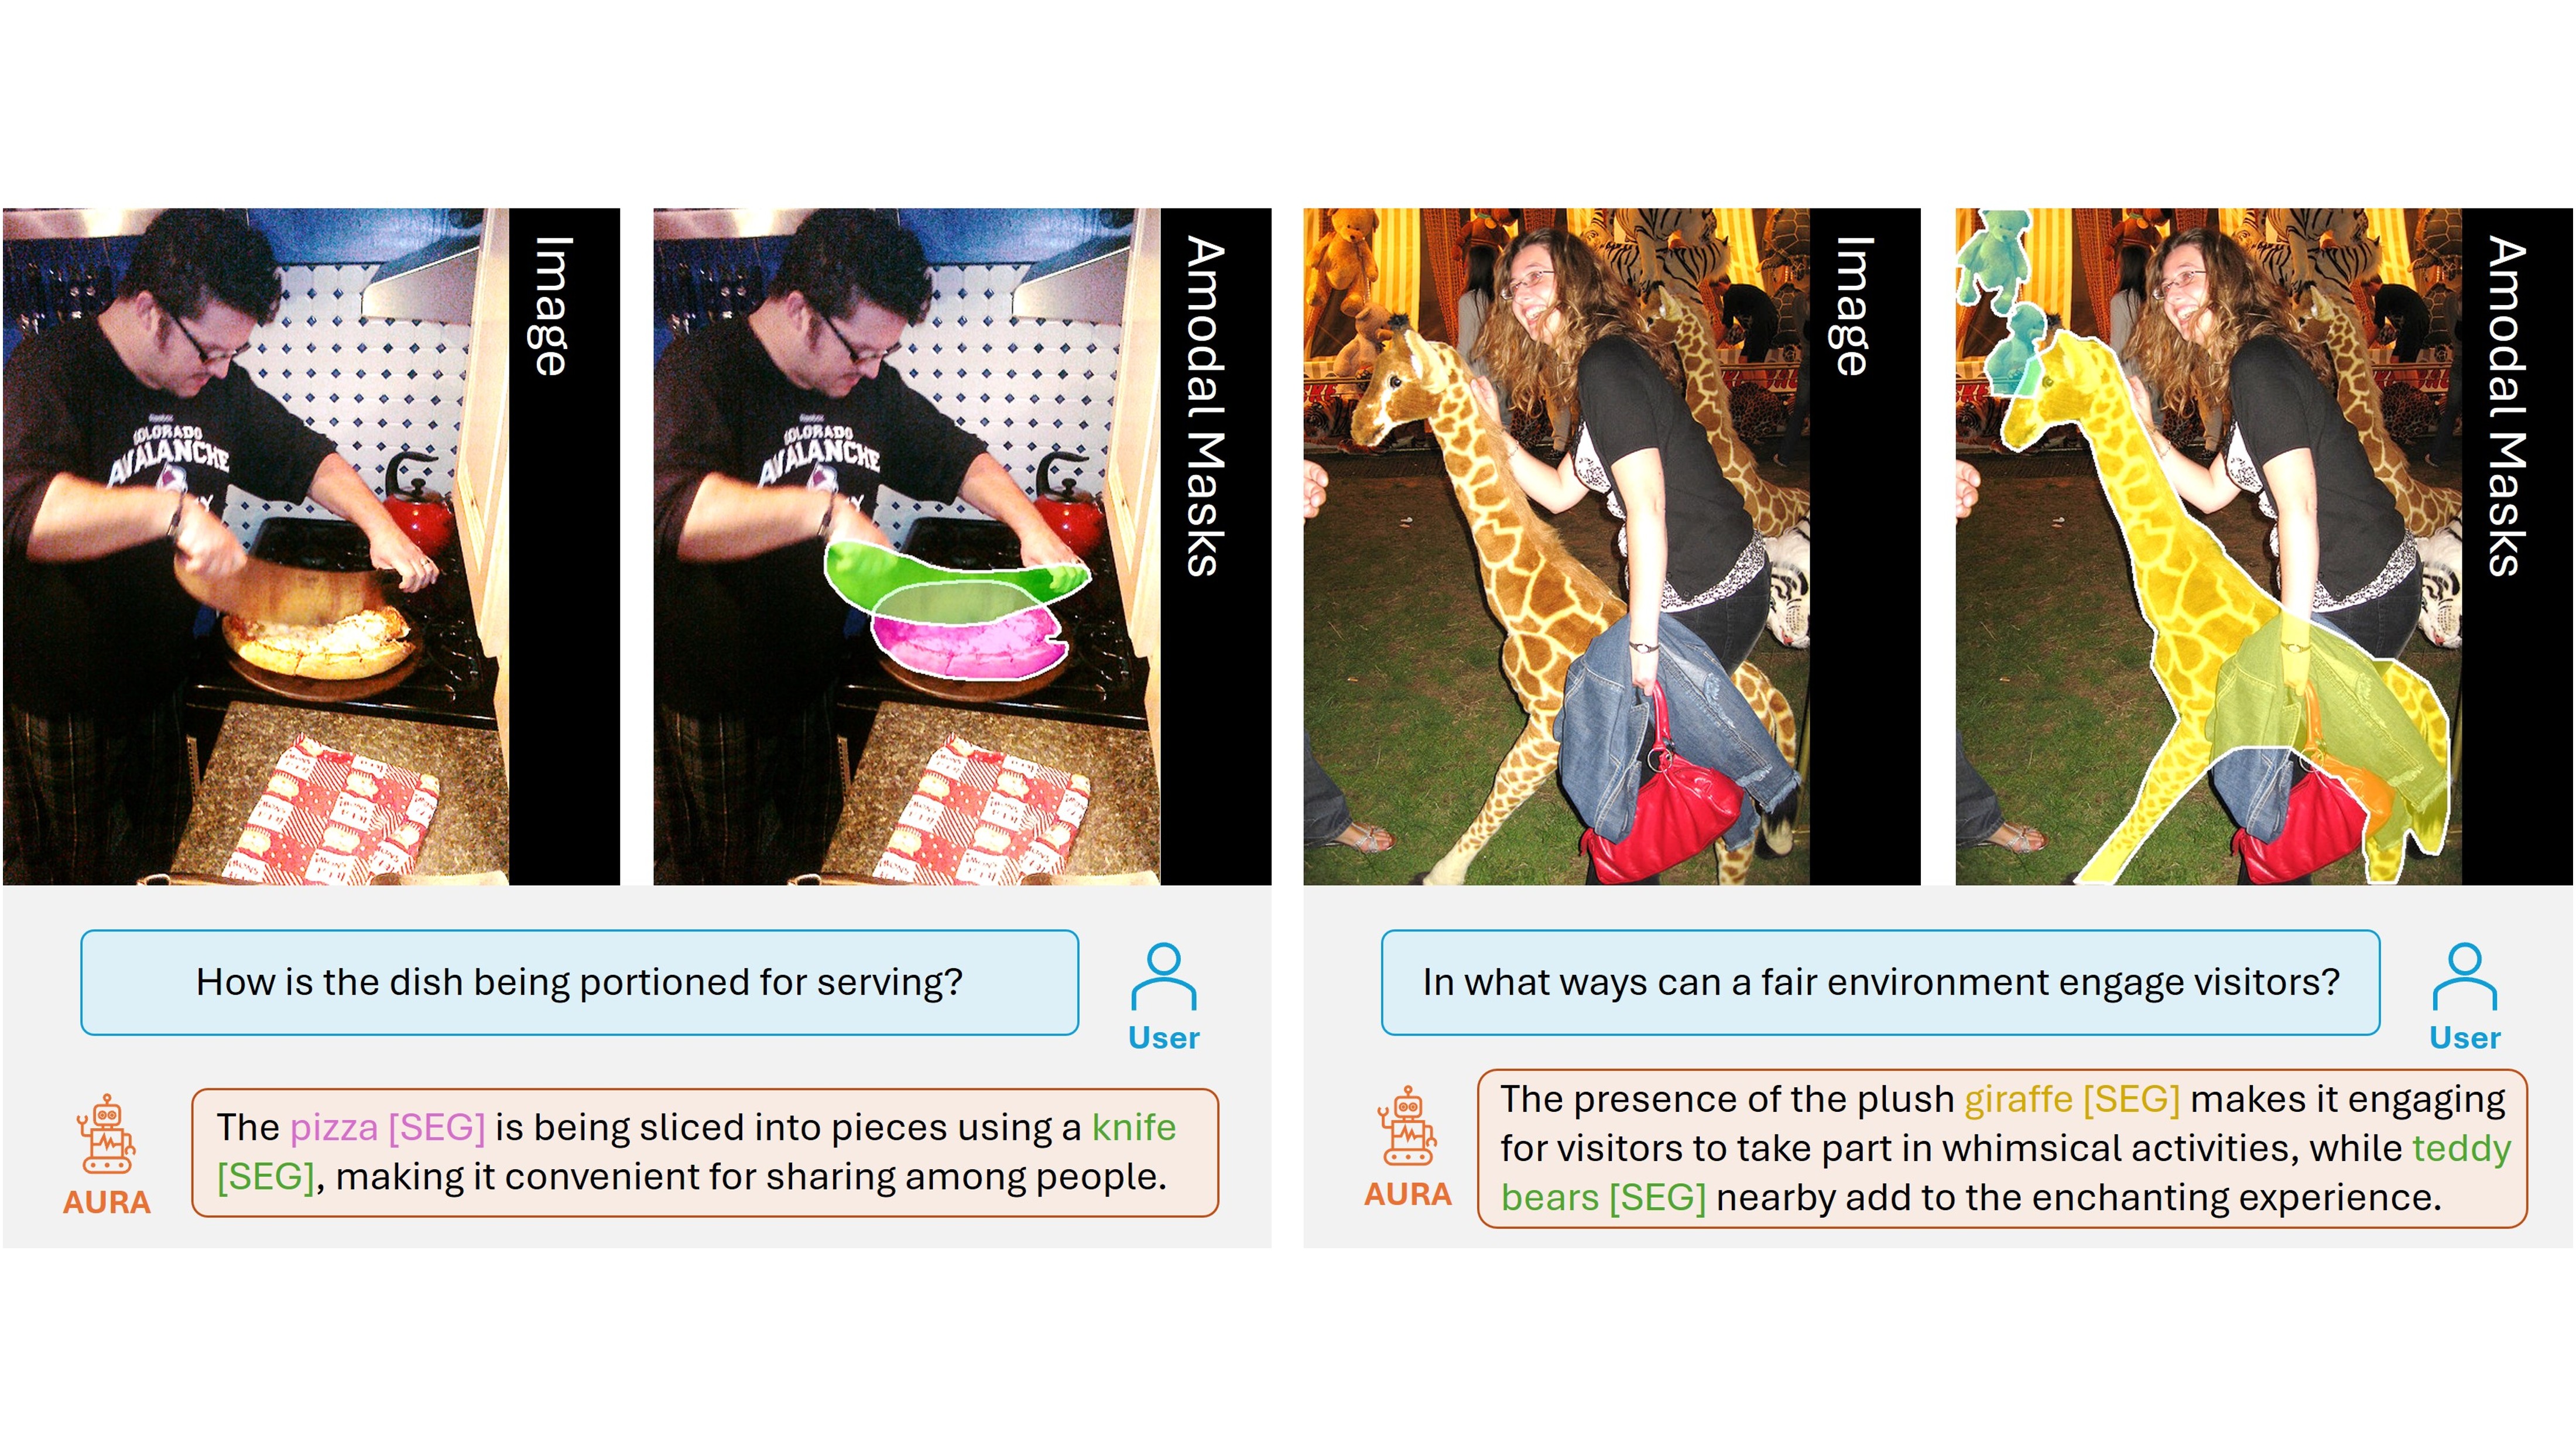 Image
Amodal Masks
COLORADO
AVALANCHE
COLORADO
AVALANCHE
How is the dish being portioned for serving?
User
AURA
The pizza [SEG] is being sliced into pieces using a knife
[SEG], making it convenient for sharing among people.
Image
Amodal Masks
In what ways can a fair environment engage visitors?
User
AURA
The presence of the plush giraffe [SEG] makes it engaging
for visitors to take part in whimsical activities, while teddy
bears [SEG] nearby add to the enchanting experience.